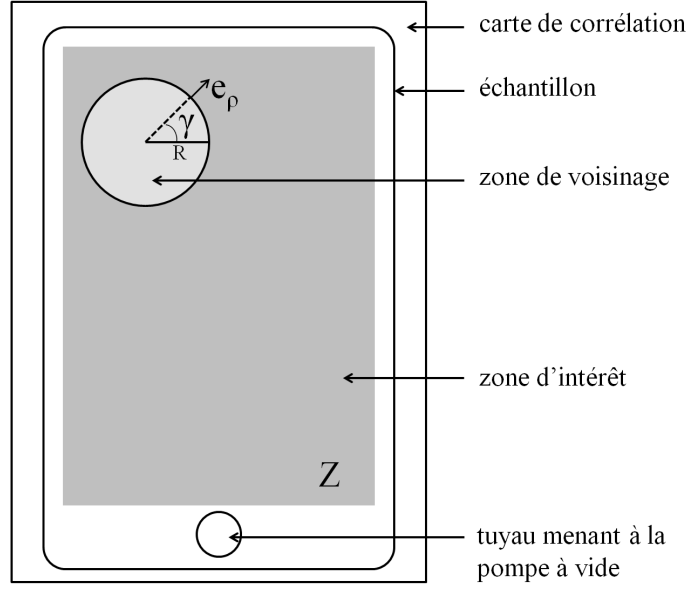 carte de corrélation
échantillon
eρ
γ
R
zone de voisinage
zone d'intérêt
Z
tuyau menant à la
pompe à vide